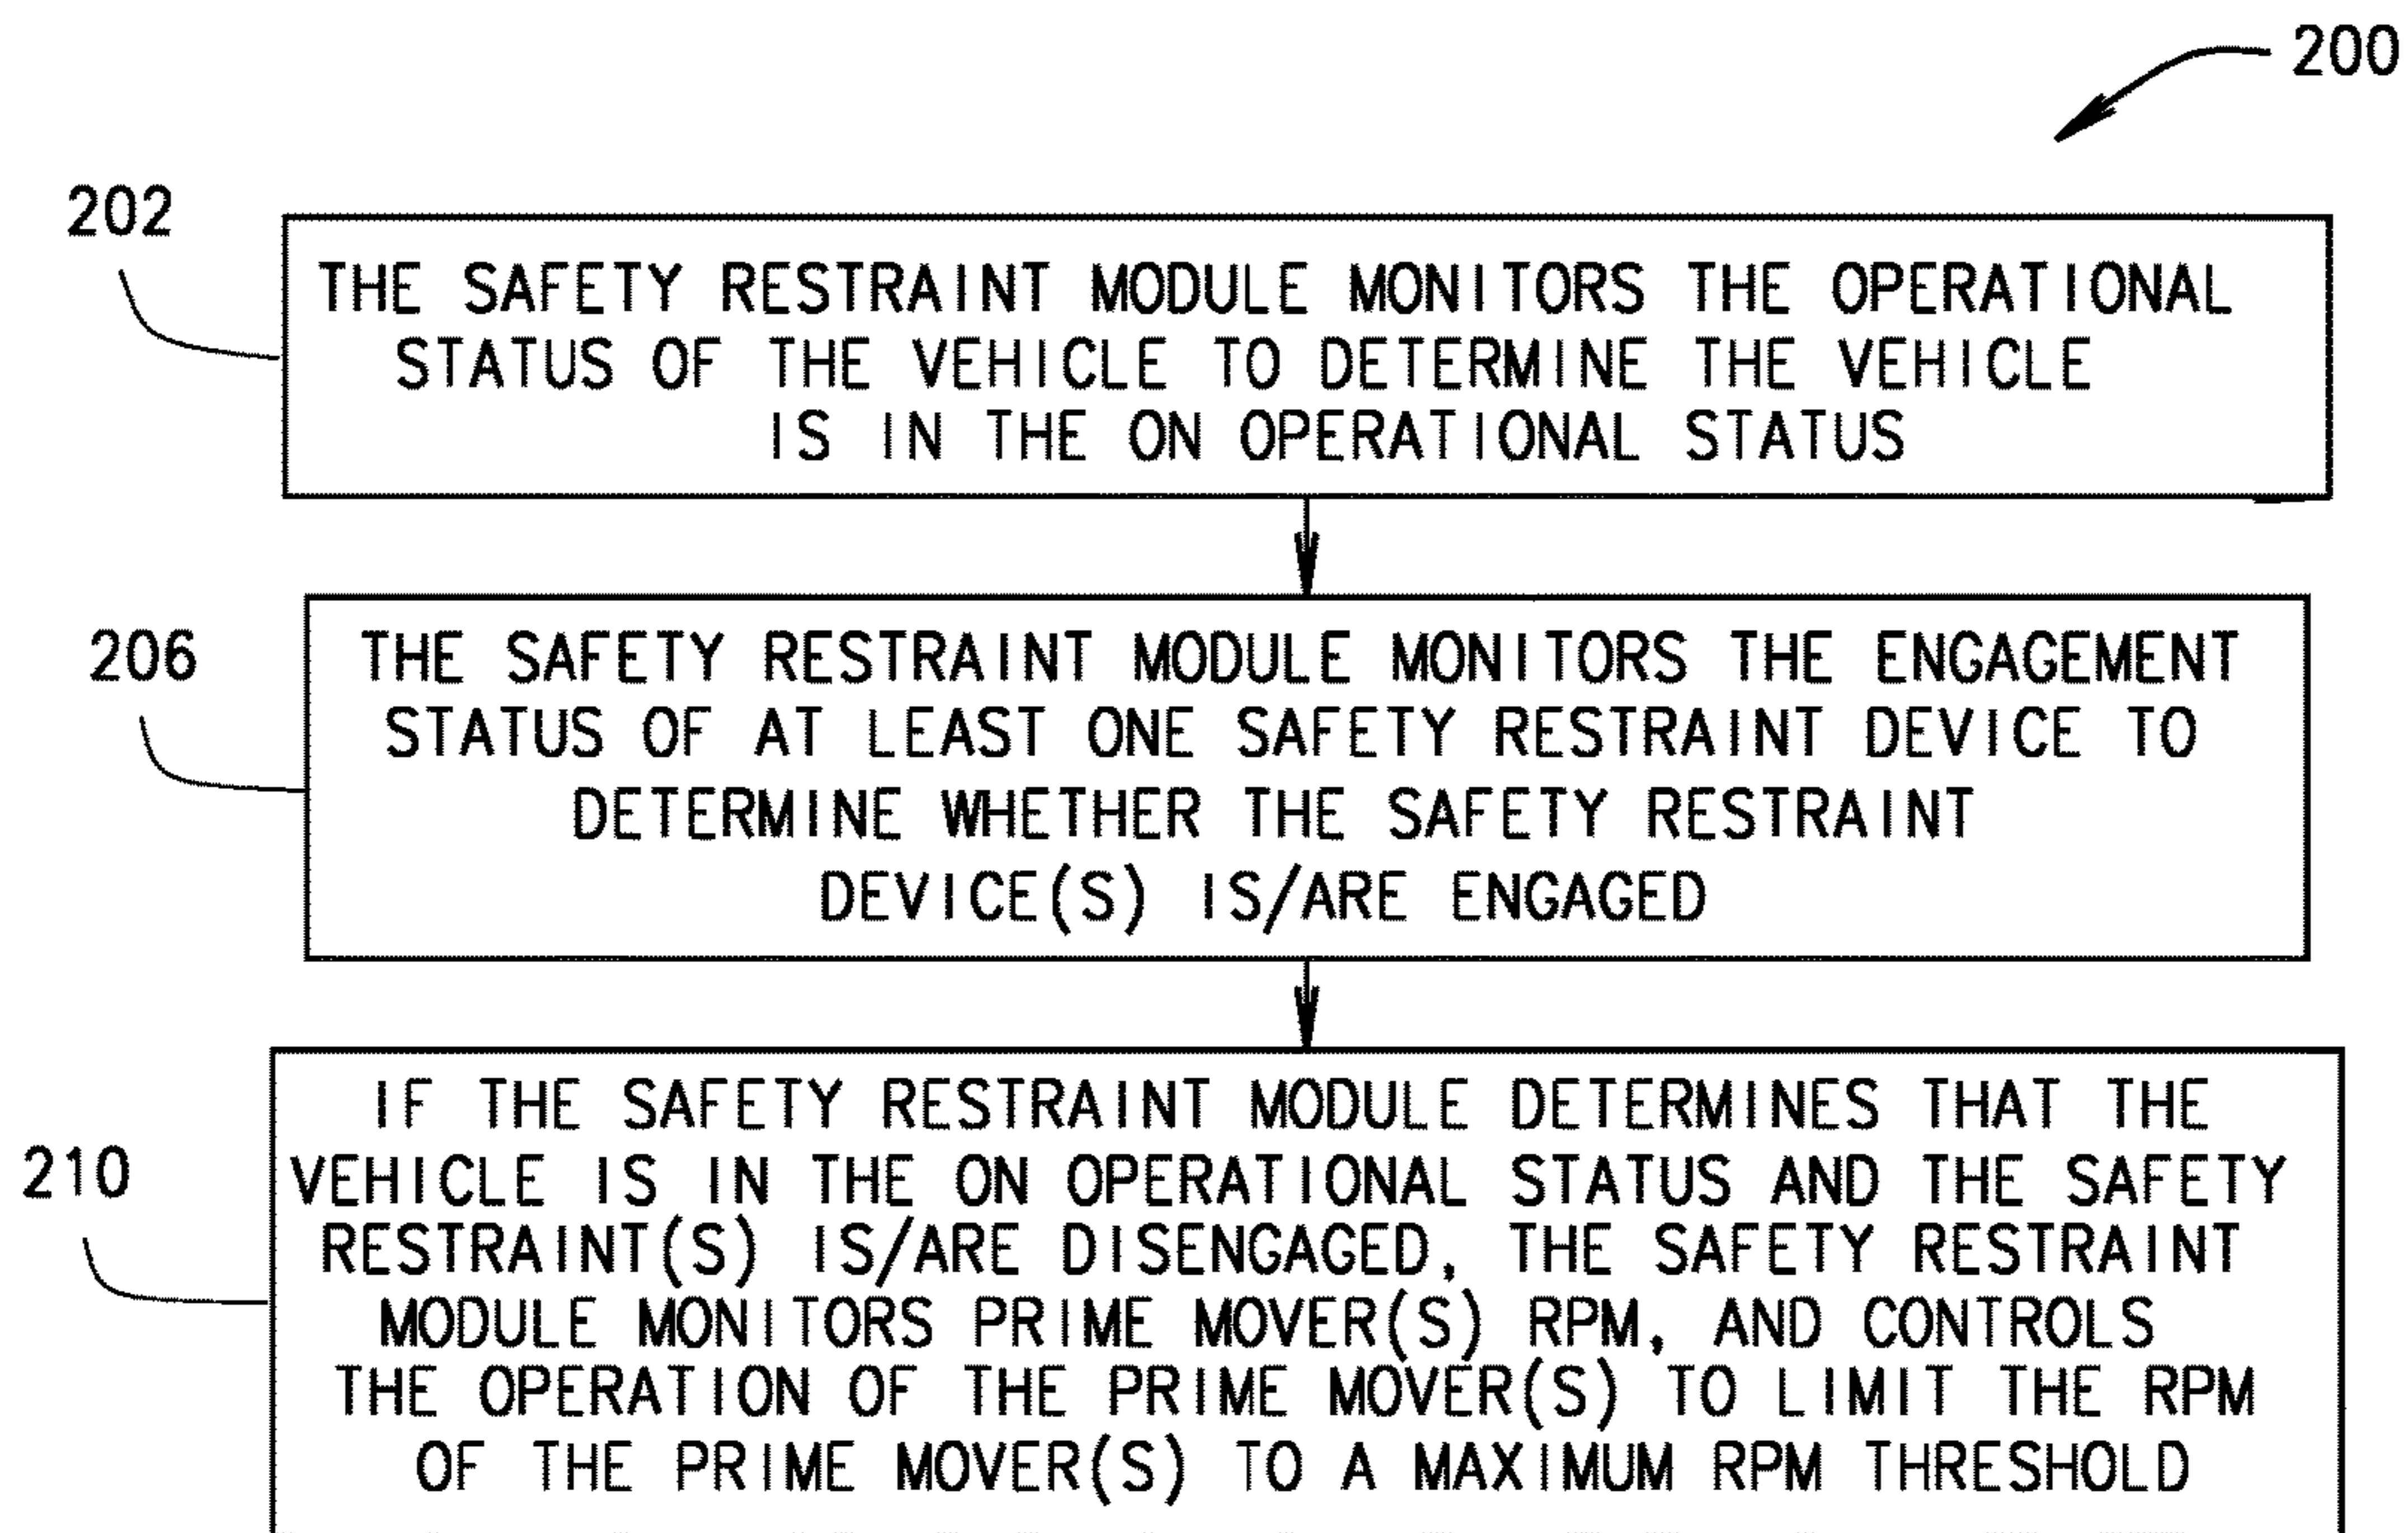 200
202
THE SAFETY RESTRAINT MODULE MONITORS THE OPERATIONAL
STATUS OF THE VEHICLE TO DETERMINE THE VEHICLE
IS IN THE ON OPERATIONAL STATUS
206
THE SAFETY RESTRAINT MODULE MONITORS THE ENGAGEMENT
STATUS OF AT LEAST ONE SAFETY RESTRAINT DEVICE TO
DETERMINE WHETHER THE SAFETY RESTRAINT
DEVICE(S) IS/ARE ENGAGED
210
IF THE SAFETY RESTRAINT MODULE DETERMINES THAT THE
VEHICLE IS IN THE ON OPERATIONAL STATUS AND THE SAFETY
RESTRAINT(S) IS/ARE DISENGAGED, THE SAFETY RESTRAINT
MODULE MONITORS PRIME MOVER(S) RPM, AND CONTROLS
THE OPERATION OF THE PRIME MOVER(S) TO LIMIT THE RPM
OF THE PRIME MOVER(S) TO A MAXIMUM RPM THRESHOLD